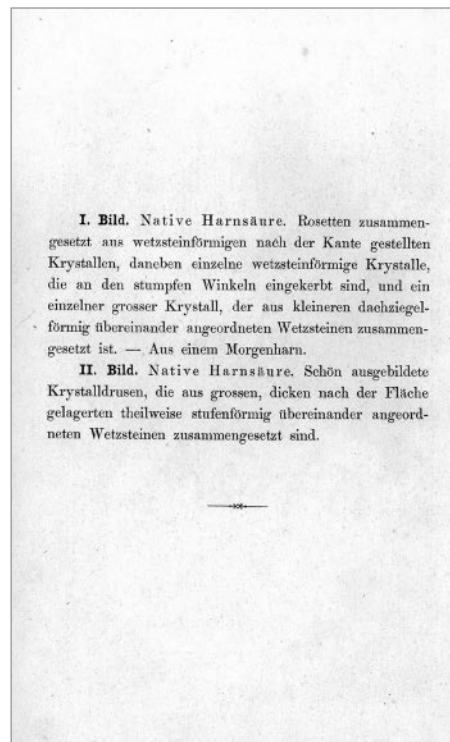 I. Bild. Native Harnsäure. Rosetten zusammen-
gesetzt aus wetzsteinförmigen nach der Kante gestellten
Krystallen, daneben einzelne wetzsteinförmige Krystalle,
die an den stumpfen Winkeln eingekerbt sind, und ein
einzelner grosser Krystall, der aus kleineren dachziegel-
förmig übereinander angeordneten Wetzsteinen zusammen-
gesetzt ist. — Aus einem Morgenharn.
II. Bild. Native Harnsäure. Schön ausgebildete
Krystalldrusen, die aus grossen, dicken nach der Fläche
gelagerten theilweise stufenförmig übereinander angeord-
neten Wetzsteinen zusammengesetzt sind.